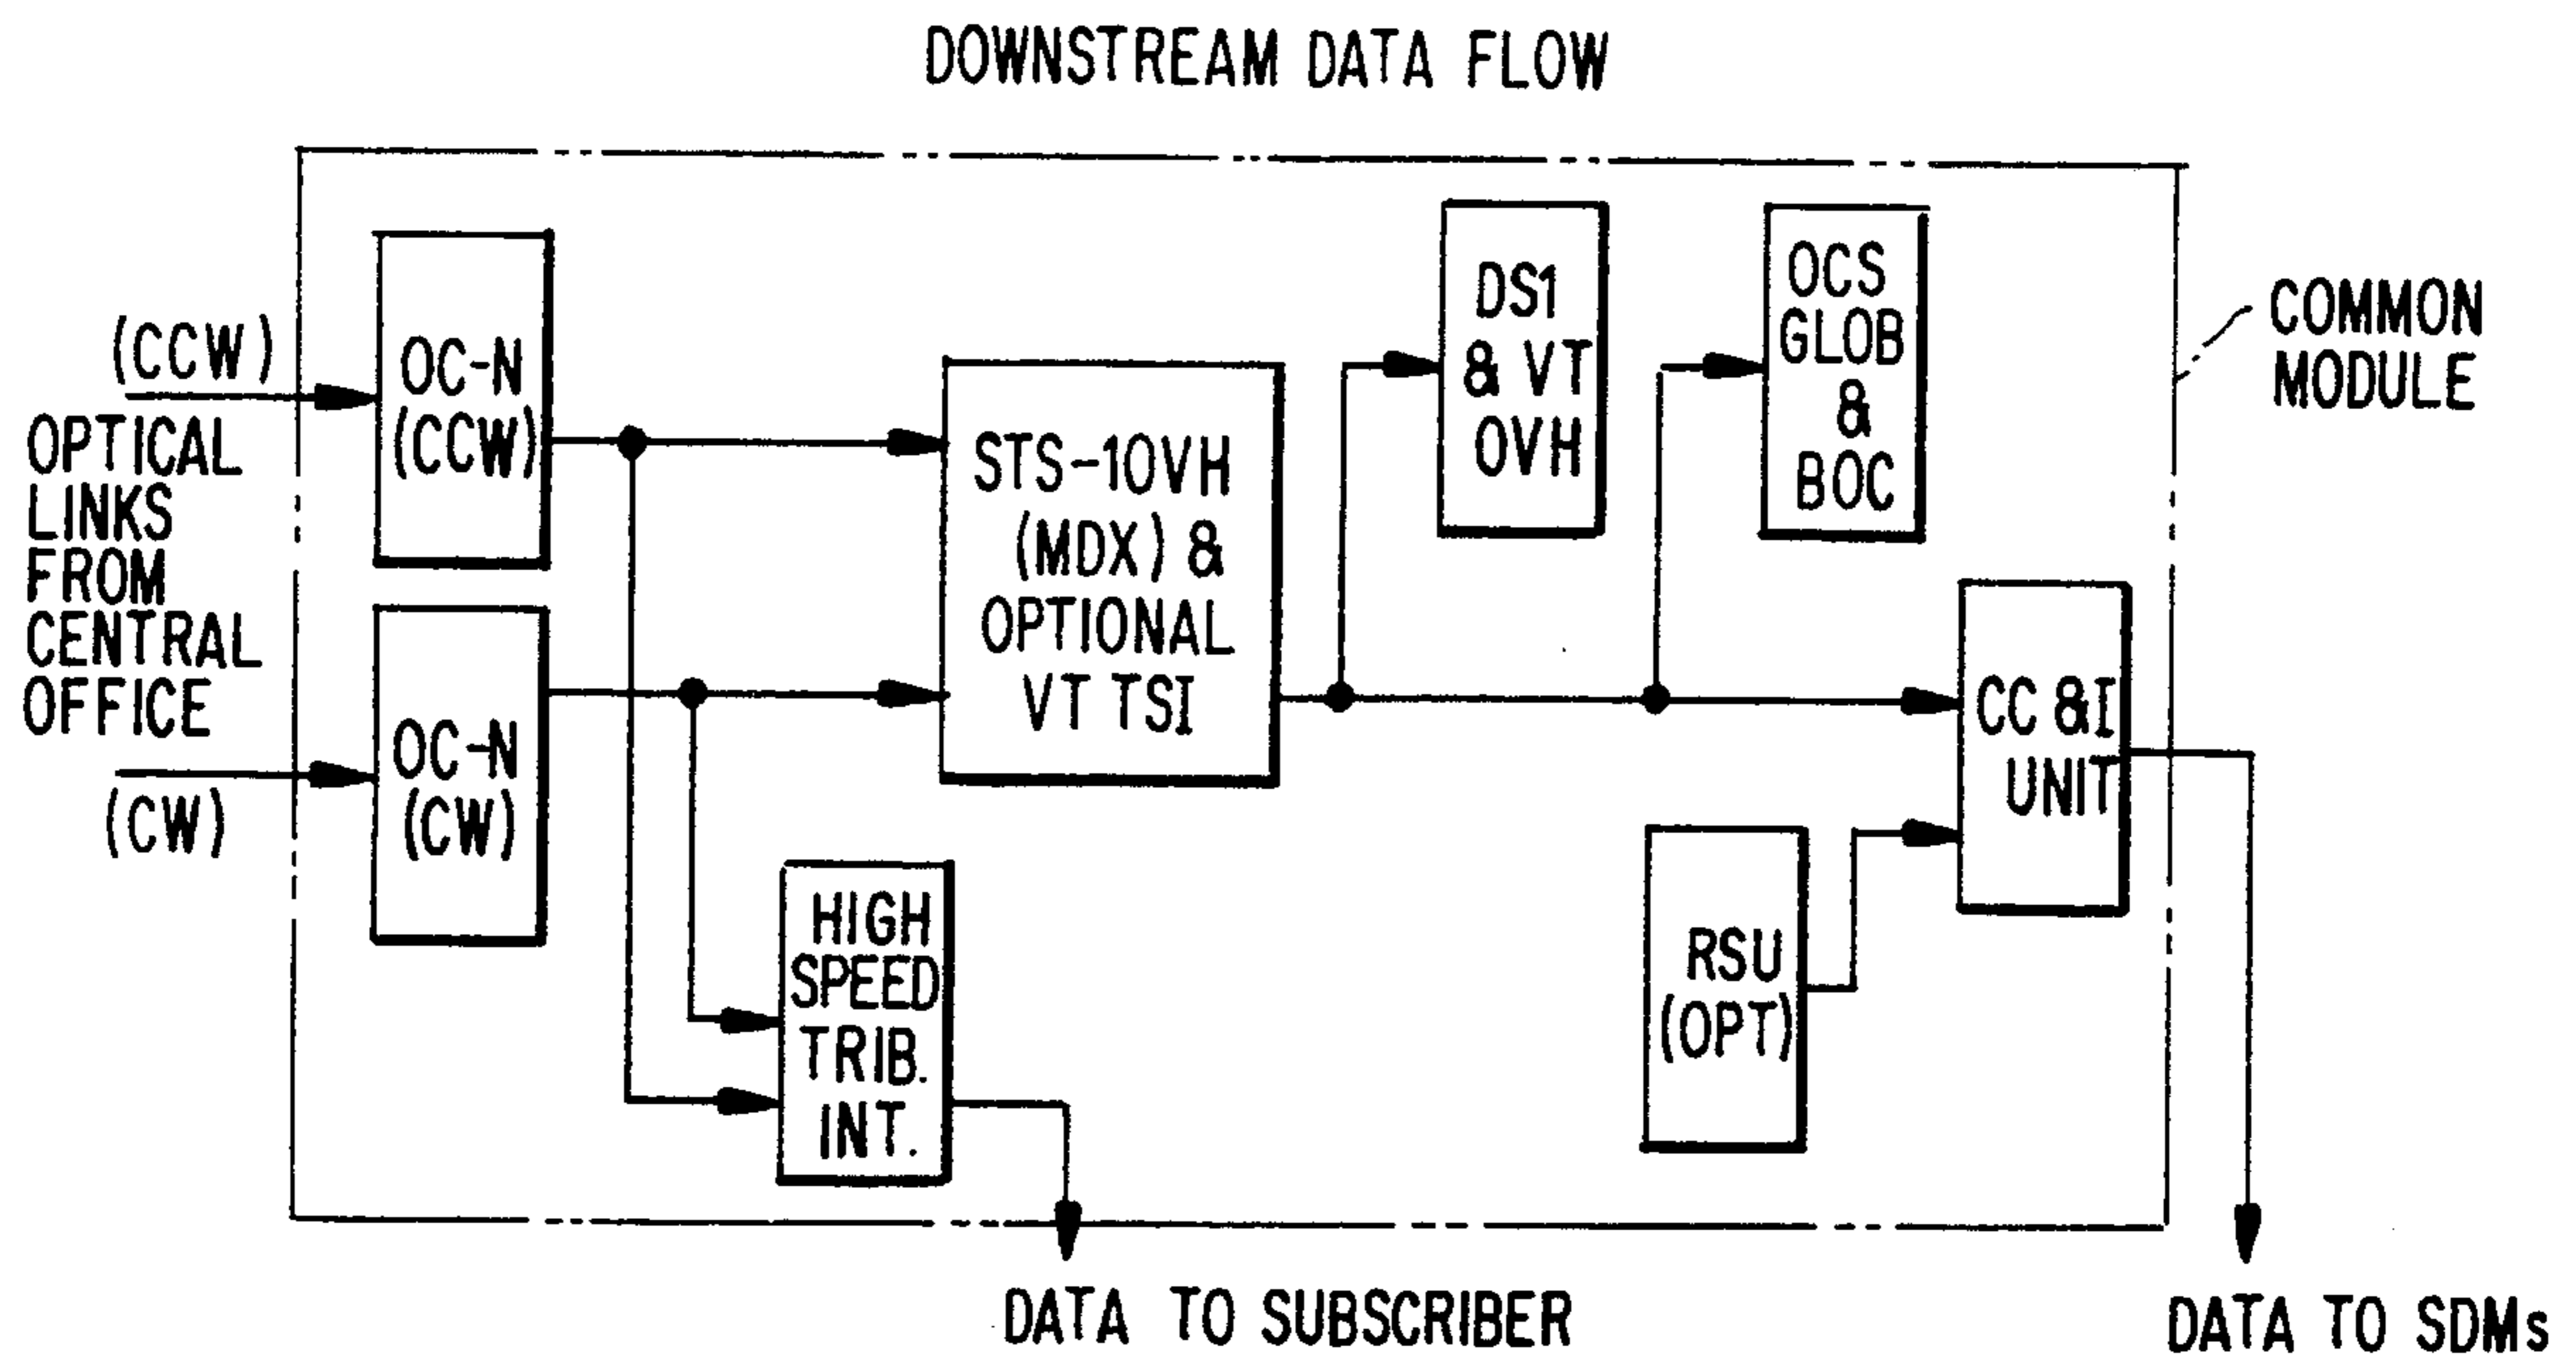 DOWNSTREAM DATA FLOW
(CCW)
OPTICAL
LINKS
FROM
CENTRAL
OFFICE
(CW)
OC-N
(CCW)
OC-N
(CW)
STS-10VH
(MDX) &
OPTIONAL
VT TSI
HIGH
SPEED
TRIB.
INT.
DS1
& VT
OVH
OCS
GLOB
&
BOC
CC &I
UNIT
RSU
(OPT)
COMMON
MODULE
DATA TO SUBSCRIBER
DATA TO SDMs